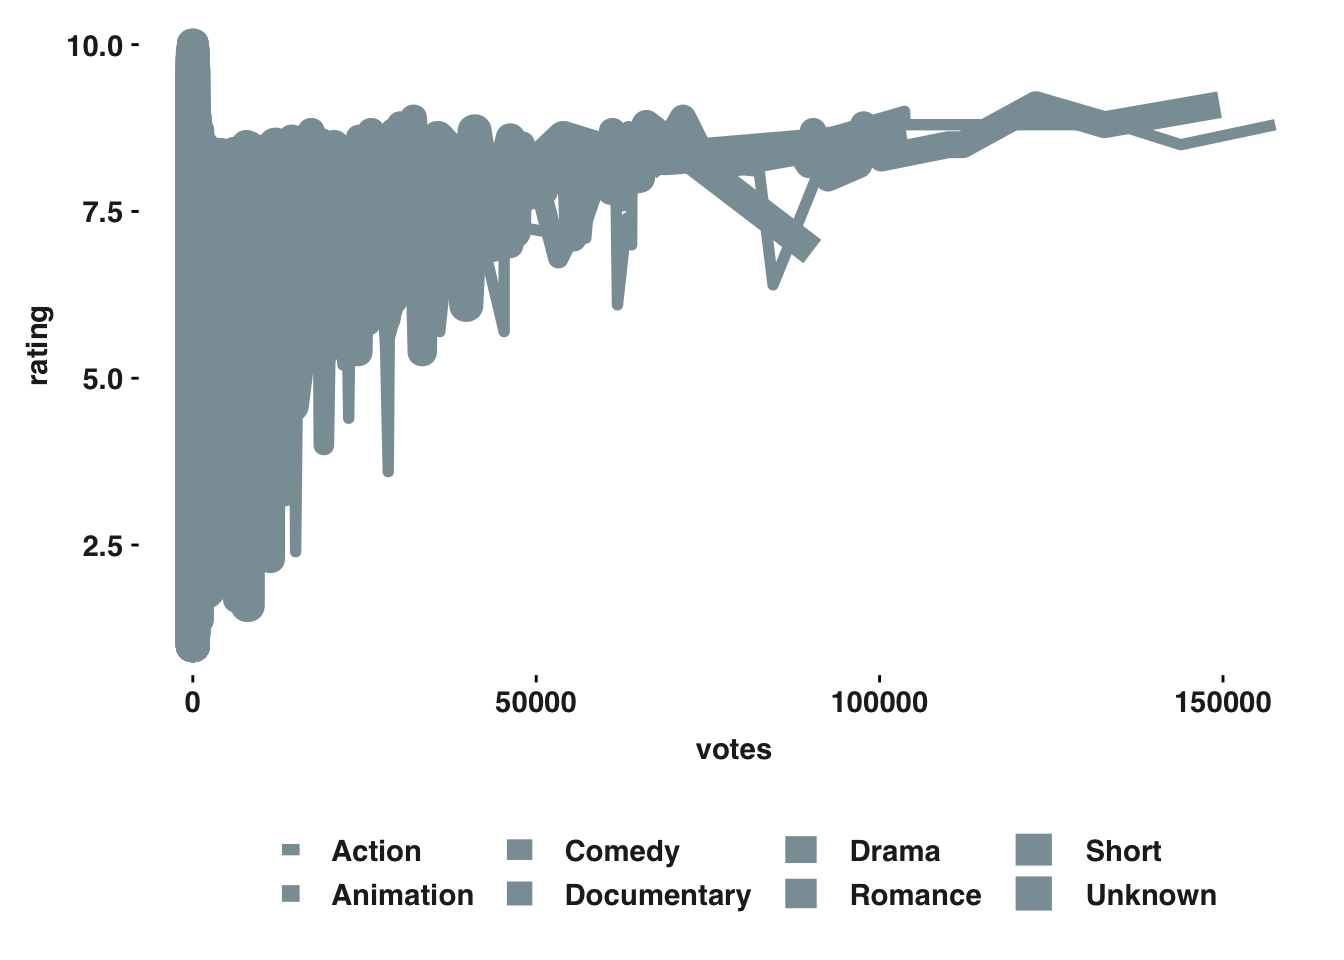 10.0
7.5
5.0
2.5
rating
0 50000 100000 150000
votes
Action Comedy Drama Short
Animation Documentary Romance Unknown